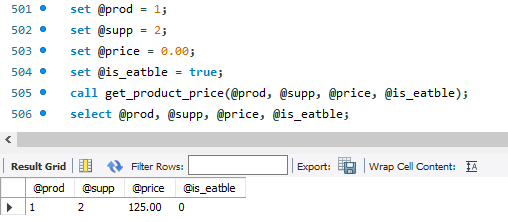 501 set @prod = 1;
502 set @supp = 2;
503 set @price = 0.00;
504 set @is_eatble = true;
505 call get_product_price(@prod, @supp, @price, @is_eatble);
506 select @prod, @supp, @price, @is_eatble;
Result Grid Filter Rows: Export: Wrap Cell Content:
@prod @supp @price @is_eatble
1 2 125.00 0